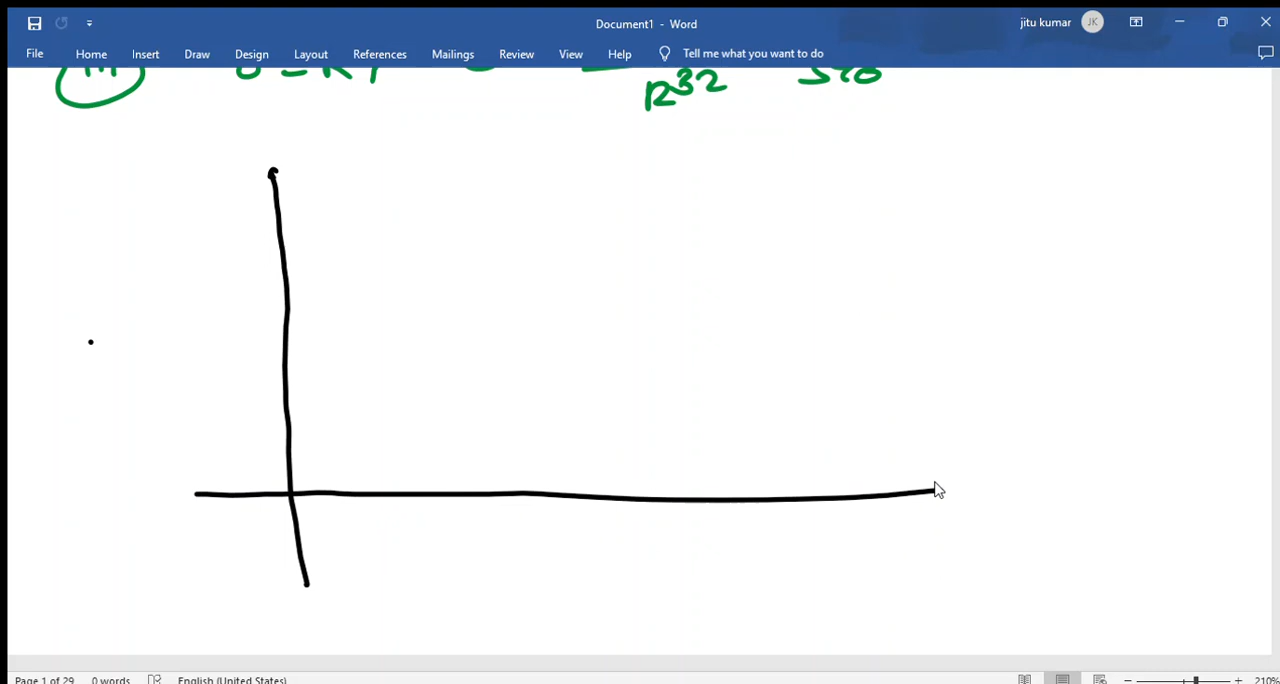 Document1 - Word
jitu kumar
JK
File Home Insert Draw Design Layout References Mailings Review View Help Tell me what you want to do
R32
Page 1 of 29 0 words English (United States) 210%